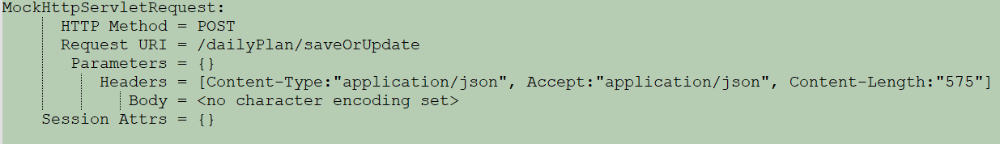 MockHttpServletRequest:
HTTP Method = POST
Request URI = /dailyPlan/saveOrUpdate
Parameters = {}
Headers = [Content-Type:"application/json", Accept:"application/json", Content-Length:"575"]
Body = <no character encoding set>
Session Attrs = {}